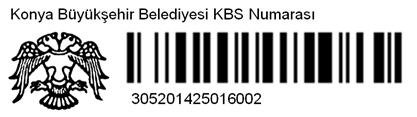 Konya Büyükşehir Belediyesi KBS Numarası
305201425016002